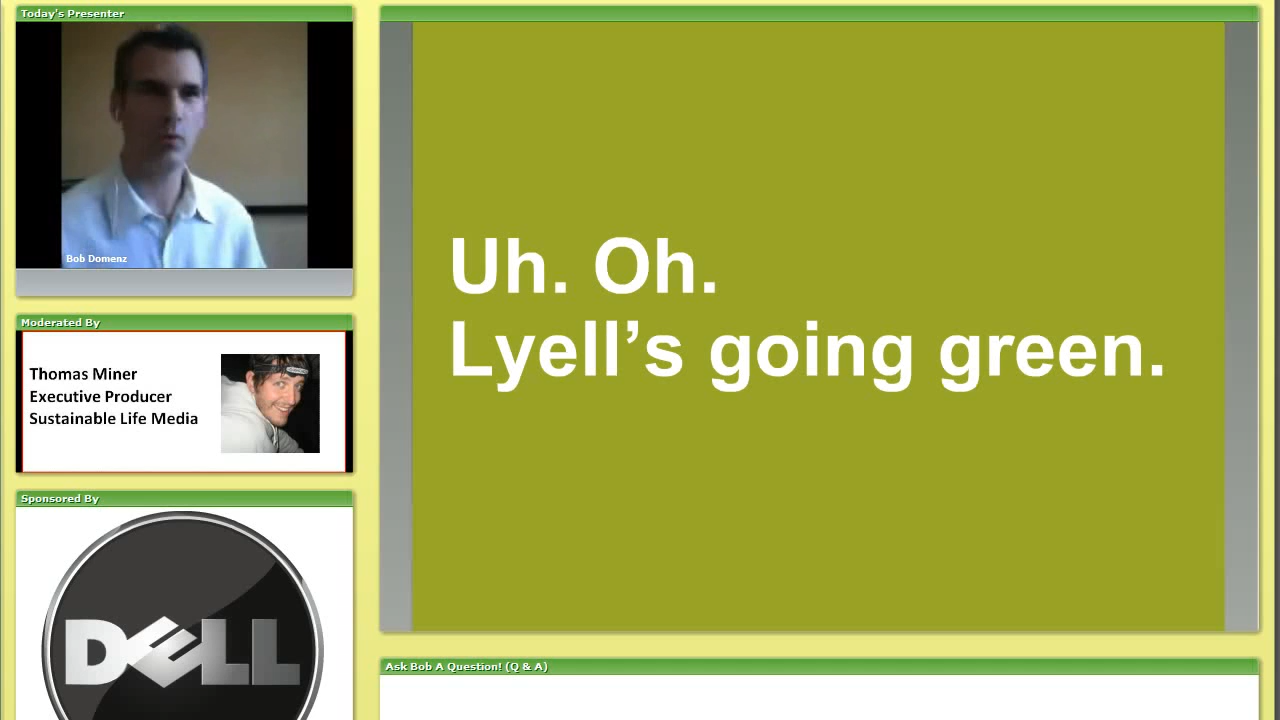 Today's Presenter
Bob Domenz
Moderated By
Thomas Miner
Executive Producer
Sustainable Life Media
Sponsored By
DELL
Uh. Oh.
Lyell’s going green.
Ask Bob A Question! (Q & A)